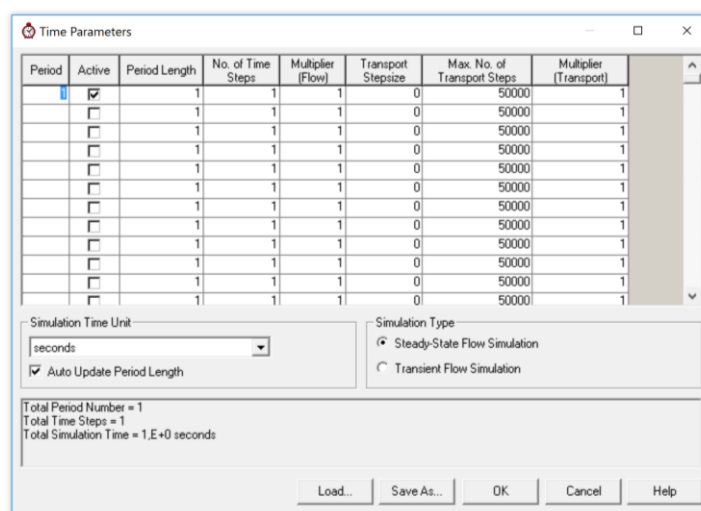 Time Parameters
Period Active Period Length No. of Time Steps Multiplier (Flow) Transport Stepsize Max. No. of Transport Steps Multiplier (Transport)
1 1 1 1 0 50000 1
1 1 1 0 50000 1
1 1 1 0 50000 1
1 1 1 0 50000 1
1 1 1 0 50000 1
1 1 1 0 50000 1
1 1 1 0 50000 1
1 1 1 0 50000 1
1 1 1 0 50000 1
1 1 1 0 50000 1
1 1 1 0 50000 1
1 1 1 0 50000 1
Simulation Time Unit
seconds
Auto Update Period Length
Simulation Type
Steady-State Flow Simulation
Transient Flow Simulation
Total Period Number = 1
Total Time Steps = 1
Total Simulation Time = 1,E+0 seconds
Load... Save As... OK Cancel Help